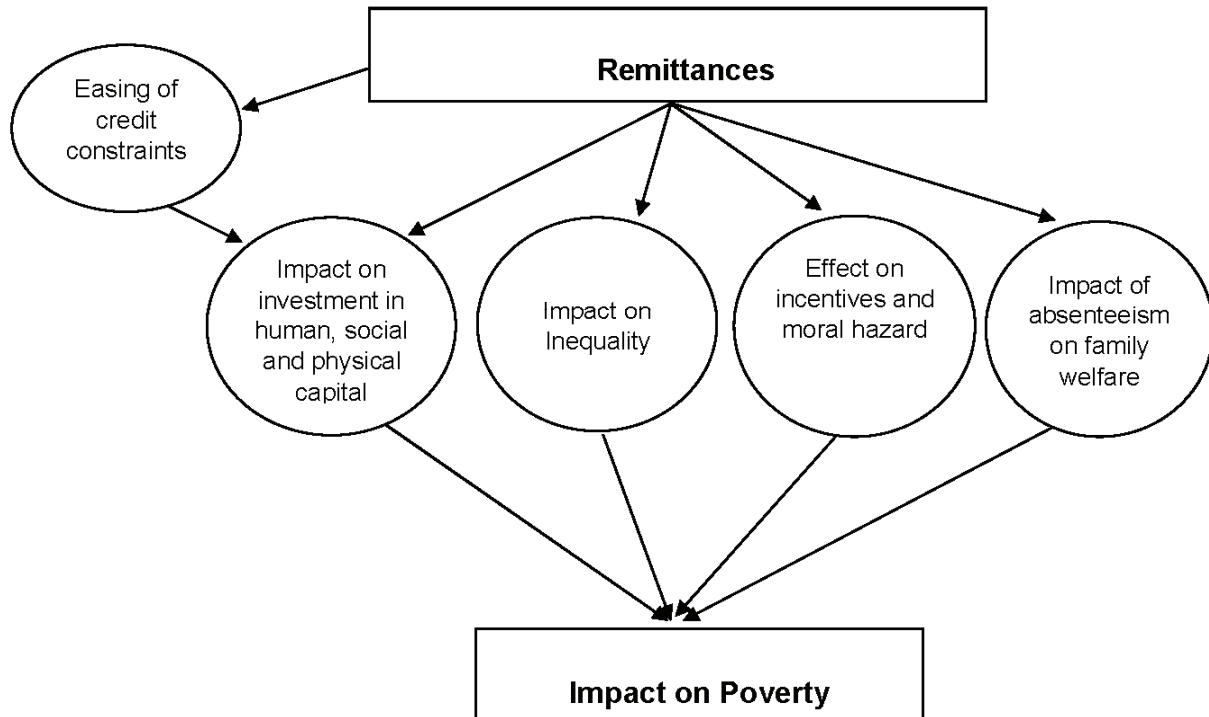 Remittances
Easing of
credit
constraints
Impact on
investment in
human, social
and physical
capital
Impact on
Inequality
Effect on
incentives and
moral hazard
Impact of
absenteeism
on family
welfare
Impact on Poverty